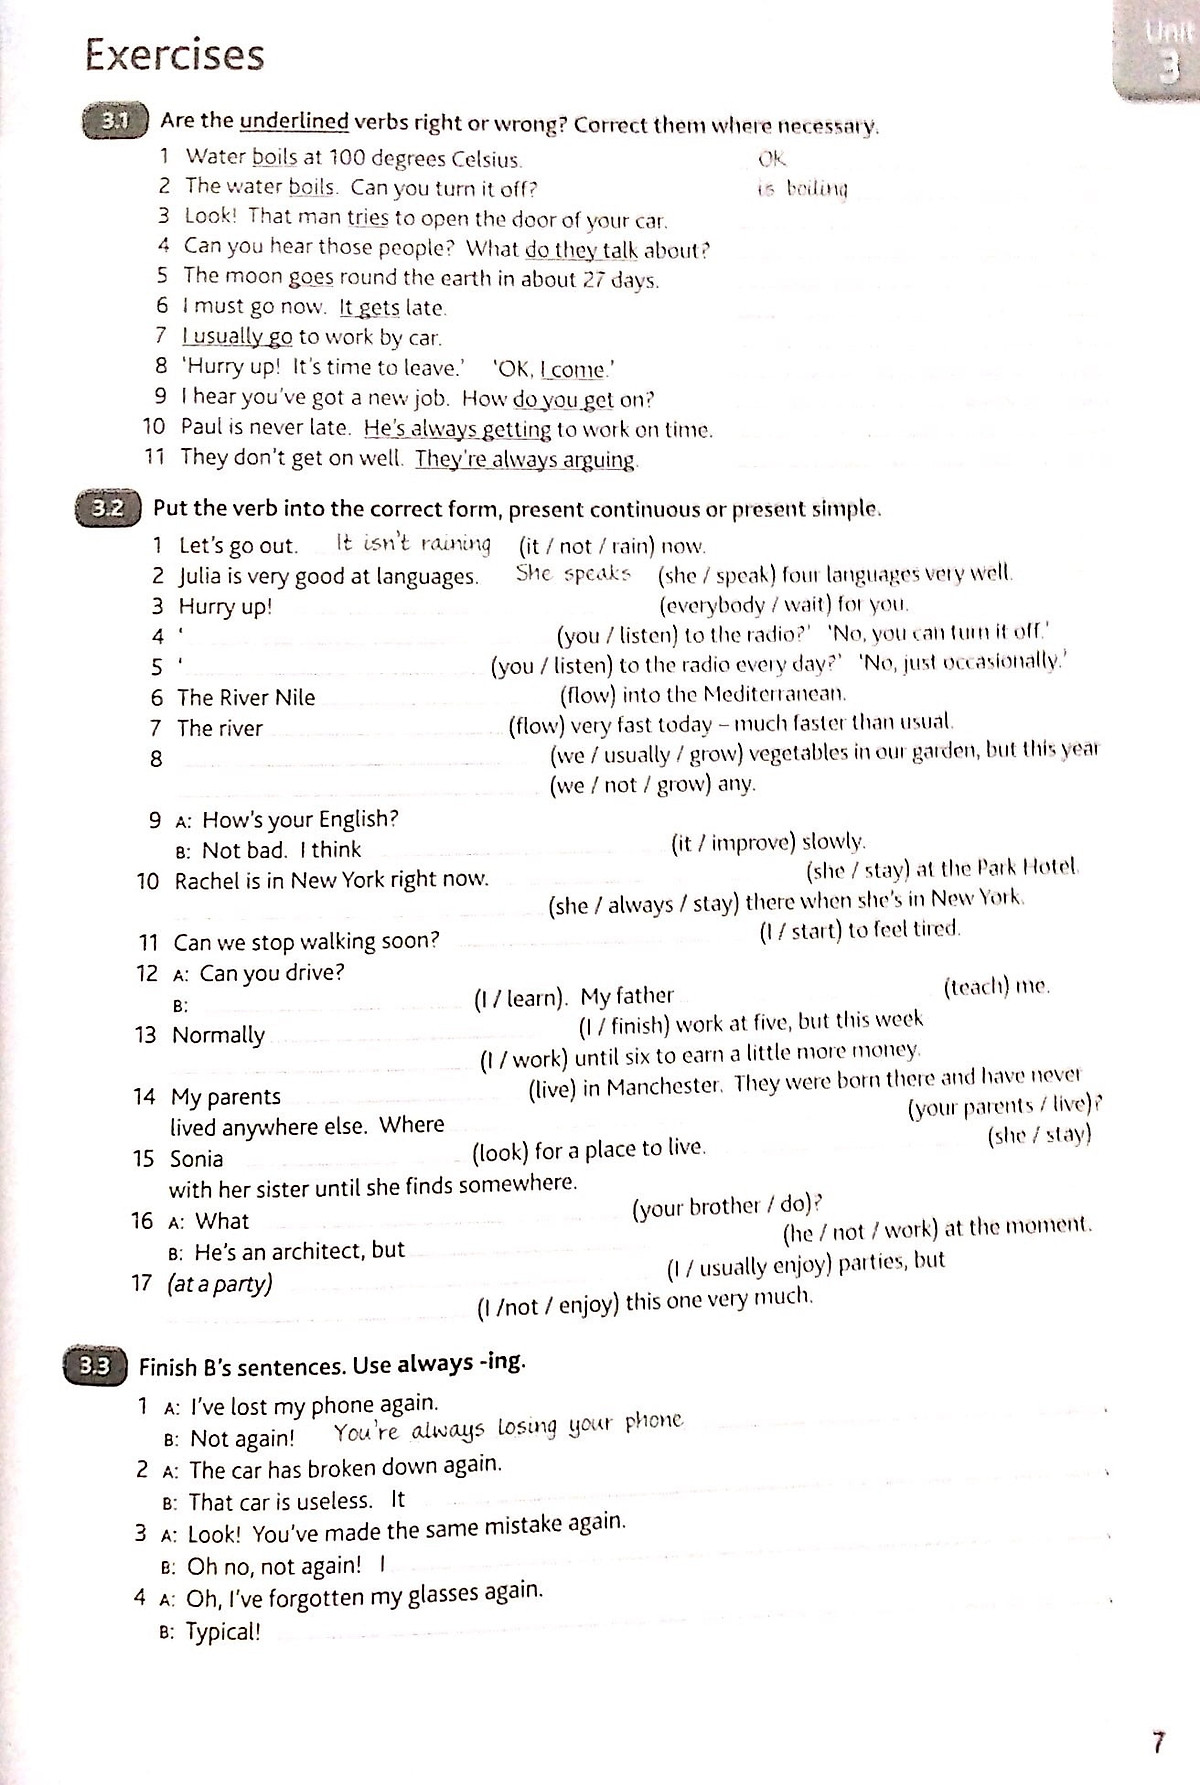 Unit
3
Exercises
3.1 Are the underlined verbs right or wrong? Correct them where necessary.
1 Water boils at 100 degrees Celsius. OK
2 The water boils. Can you turn it off? is boiling
3 Look! That man tries to open the door of your car.
4 Can you hear those people? What do they talk about?
5 The moon goes round the earth in about 27 days.
6 I must go now. It gets late.
7 I usually go to work by car.
8 'Hurry up! It's time to leave.' 'OK, I come.'
9 I hear you've got a new job. How do you get on?
10 Paul is never late. He's always getting to work on time.
11 They don't get on well. They're always arguing.
3.2 Put the verb into the correct form, present continuous or present simple.
1 Let's go out. It isn't raining (it / not / rain) now.
2 Julia is very good at languages. She speaks (she / speak) four languages very well.
3 Hurry up! (everybody / wait) for you.
4 ' (you / listen) to the radio?' 'No, you can turn it off.'
5 ' (you / listen) to the radio every day?' 'No, just occasionally.'
6 The River Nile (flow) into the Mediterranean.
7 The river (flow) very fast today – much faster than usual.
8 (we / usually / grow) vegetables in our garden, but this year
(we / not / grow) any.
9 A: How's your English?
B: Not bad. I think (it / improve) slowly.
10 Rachel is in New York right now. (she / stay) at the Park Hotel.
(she / always / stay) there when she's in New York.
11 Can we stop walking soon? (I / start) to feel tired.
12 A: Can you drive?
B: (I / learn). My father (teach) me.
13 Normally (I / finish) work at five, but this week
(I / work) until six to earn a little more money.
14 My parents (live) in Manchester. They were born there and have never
lived anywhere else. Where (your parents / live)?
15 Sonia (look) for a place to live. (she / stay)
with her sister until she finds somewhere.
16 A: What (your brother / do)?
B: He's an architect, but (he / not / work) at the moment.
17 (at a party) (I / usually enjoy) parties, but
(I /not / enjoy) this one very much.
3.3 Finish B's sentences. Use always -ing.
1 A: I've lost my phone again.
B: Not again! You're always losing your phone .
2 A: The car has broken down again.
B: That car is useless. It .
3 A: Look! You've made the same mistake again.
B: Oh no, not again! I .
4 A: Oh, I've forgotten my glasses again.
B: Typical! .
7